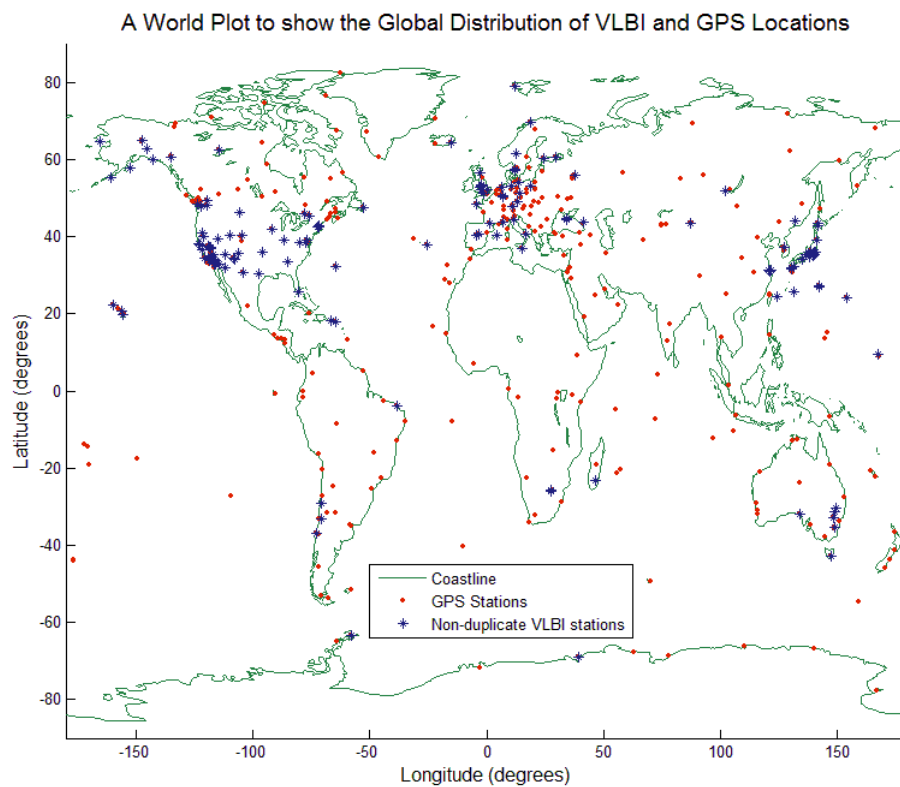 A World Plot to show the Global Distribution of VLBI and GPS Locations
80
60
40
20
0
-20
-40
-60
-80
Latitude (degrees)
Coastline
GPS Stations
Non-duplicate VLBI stations
-150
-100
-50
0
50
100
150
Longitude (degrees)